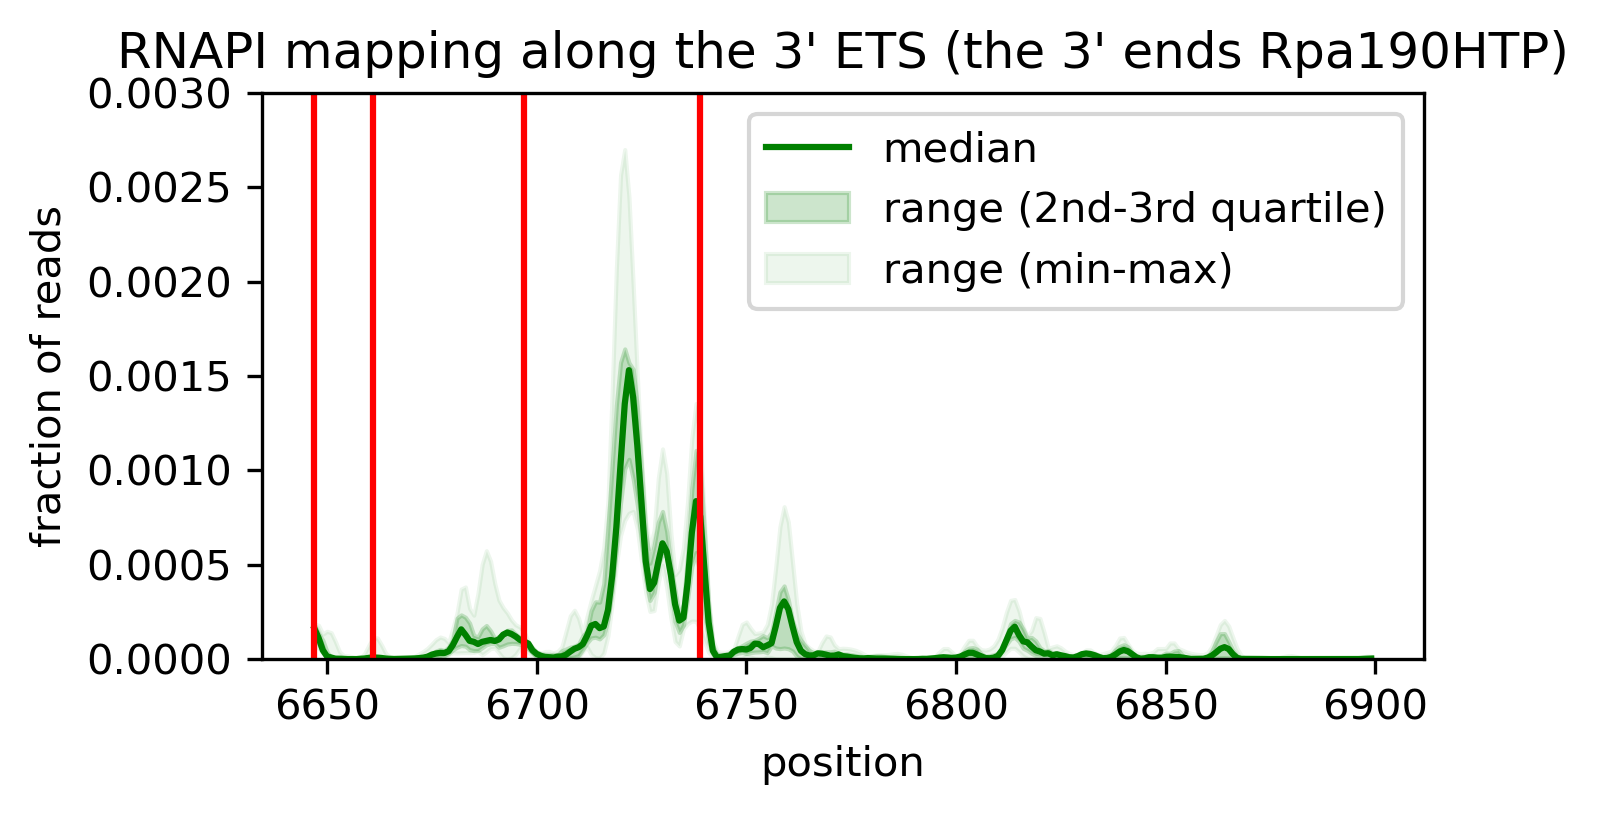 RNAPI mapping along the 3' ETS (the 3' ends Rpa190HTP)
0.0030
0.0025
0.0020
0.0015
0.0010
0.0005
0.0000
fraction of reads
median
range (2nd-3rd quartile)
range (min-max)
6650 6700 6750 6800 6850 6900
position